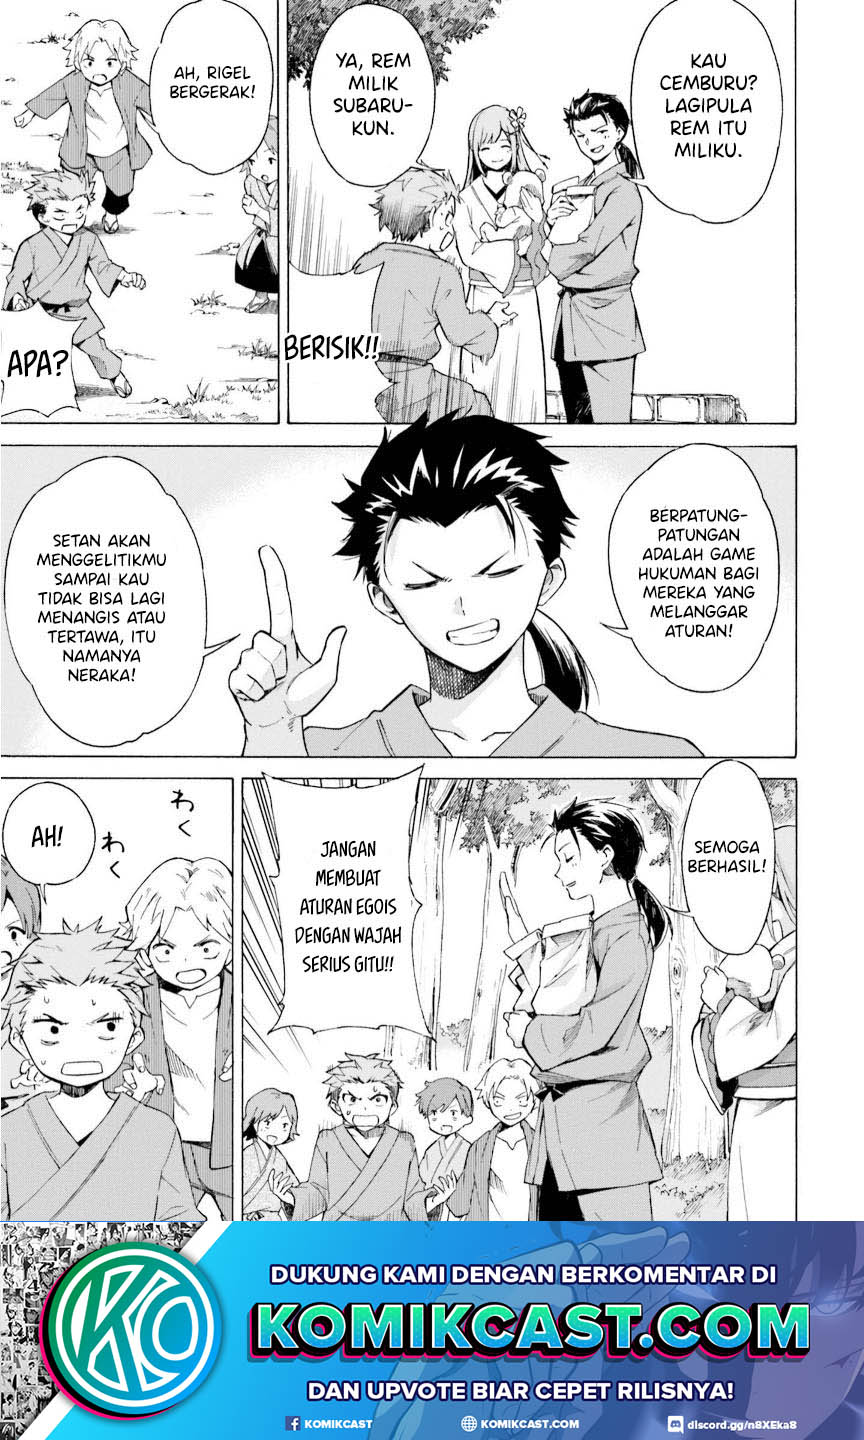 KAU
CEMBURU?
LAGIPULA
REM ITU
MILIKU.
YA, REM
MILIK
SUBARU-
KUN.
BERISIK!!
AH, RIGEL
BERGERAK!
APA?
BERPATUNG-
PATUNGAN
ADALAH GAME
HUKUMAN BAGI
MEREKA YANG
MELANGGAR
ATURAN!
SETAN AKAN
MENGGELITIKMU
SAMPAI KAU
TIDAK BISA LAGI
MENANGIS ATAU
TERTAWA, ITU
NAMANYA
NERAKA!
SEMOGA
BERHASIL!
JANGAN
MEMBUAT
ATURAN EGOIS
DENGAN WAJAH
SERIUS GITU!!
わく
わく
AH!
KC
DUKUNG KAMI DENGAN BERKOMENTAR DI
KOMIKCAST.COM
DAN UPVOTE BIAR CEPET RILISNYA!
KOMIKCAST
KOMIKCAST.COM
discord.gg/n8XEka8